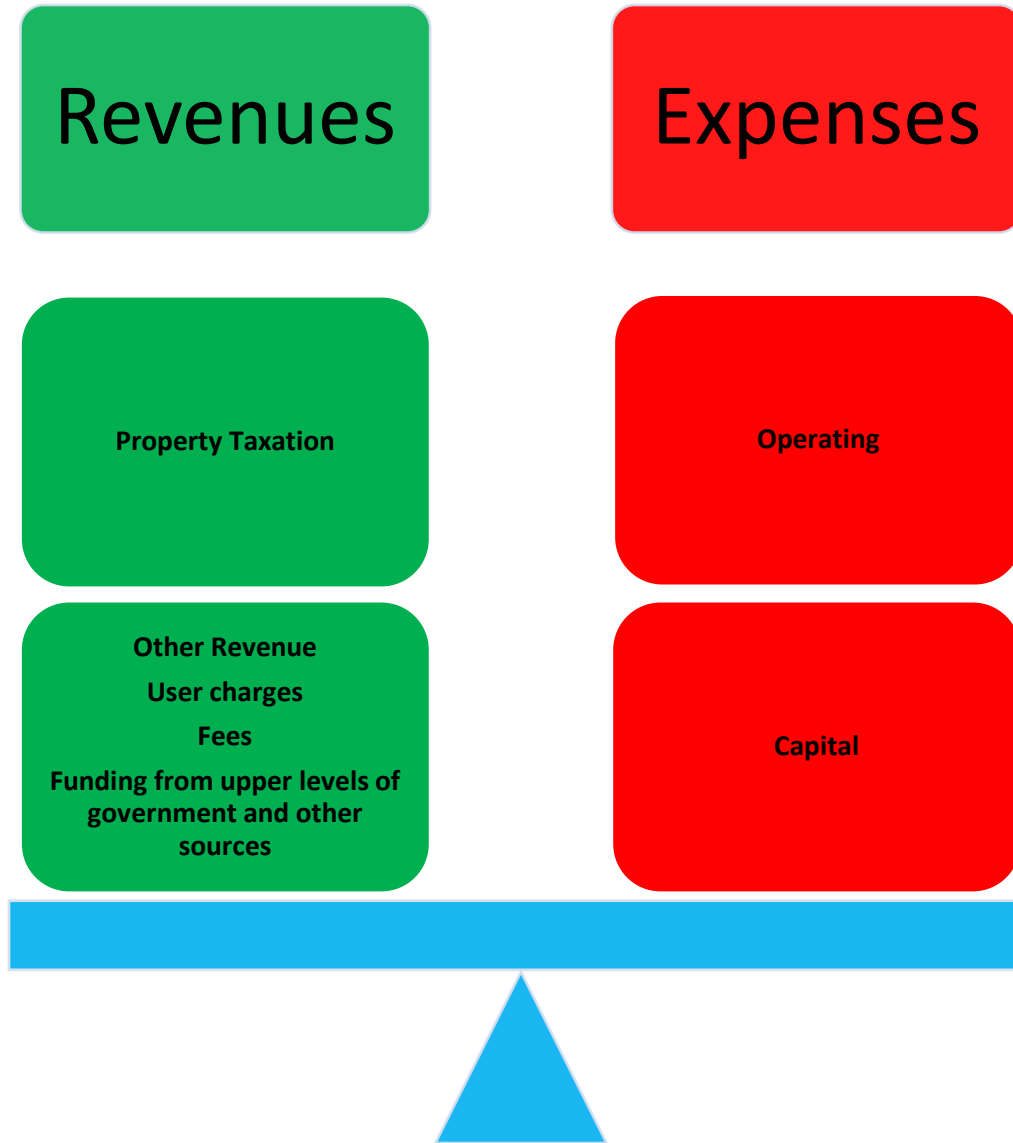 Revenues
Expenses
Property Taxation
Operating
Other Revenue
User charges
Fees
Funding from upper levels of
government and other
sources
Capital